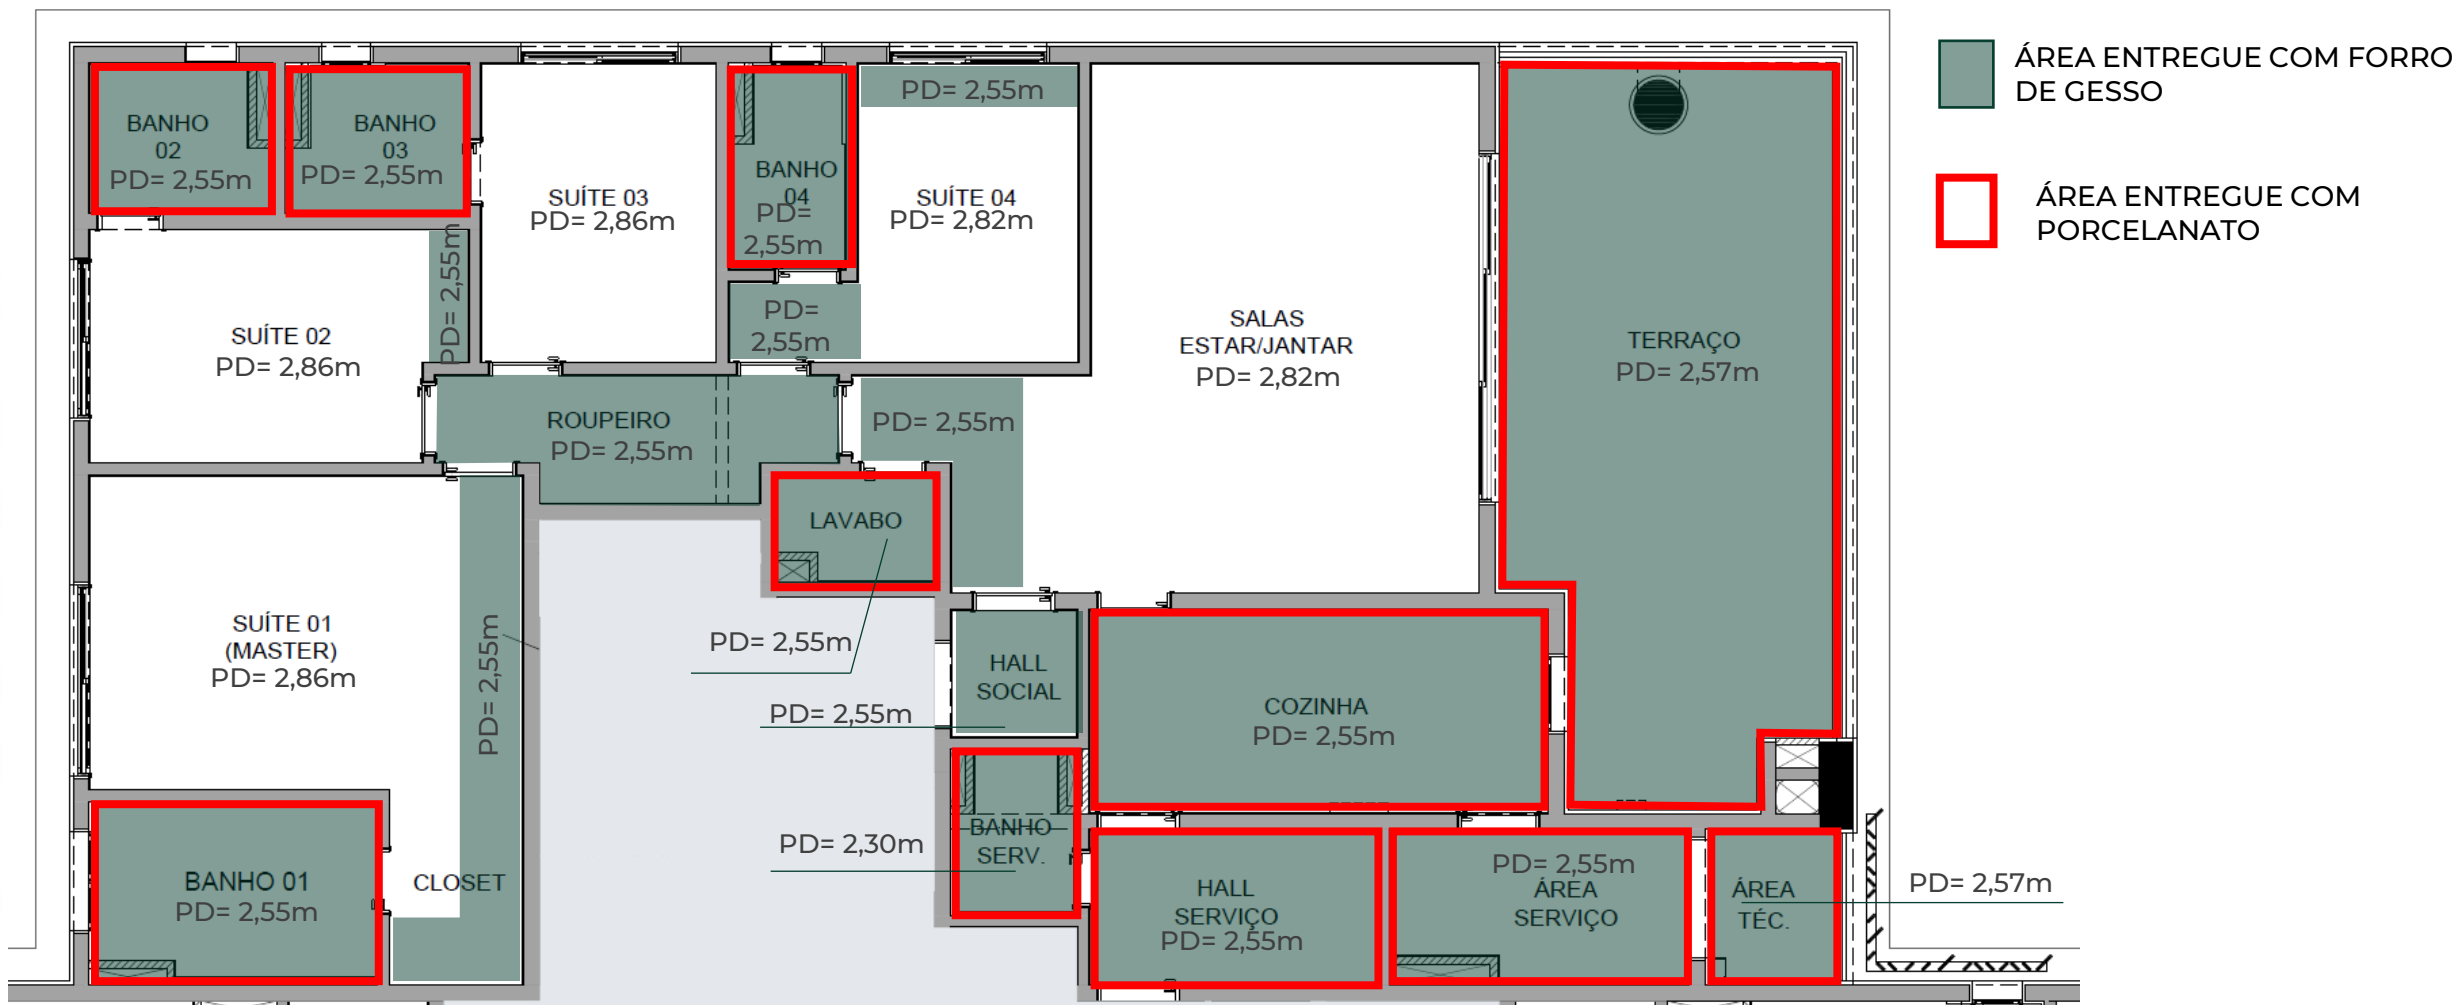 BANHO
02
PD= 2,55m
BANHO
03
PD= 2,55m
SUÍTE 03
PD= 2,86m
BANHO
04
PD=
2,55m
PD= 2,55m
SUÍTE 04
PD= 2,82m
PD=
2,55m
PD= 2,55m
SUÍTE 02
PD= 2,86m
SALAS
ESTAR/JANTAR
PD= 2,82m
TERRAÇO
PD= 2,57m
ROUPEIRO
PD= 2,55m
PD= 2,55m
LAVABO
PD= 2,55m
SUÍTE 01
(MASTER)
PD= 2,86m
PD= 2,55m
HALL
SOCIAL
PD= 2,55m
COZINHA
PD= 2,55m
BANHO
SERV.
PD= 2,30m
BANHO 01
PD= 2,55m
CLOSET
HALL
SERVIÇO
PD= 2,55m
PD= 2,55m
ÁREA
SERVIÇO
ÁREA
TÉC.
PD= 2,57m
ÁREA ENTREGUE COM FORRO
DE GESSO
ÁREA ENTREGUE COM
PORCELANATO